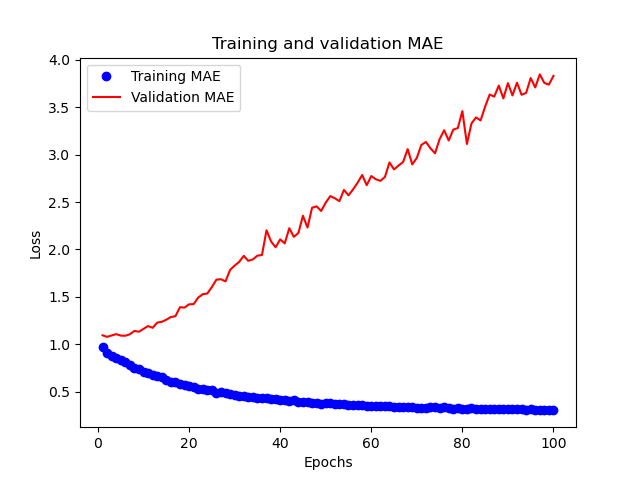 Training and validation MAE
Training MAE
Validation MAE
Loss
4.0
3.5
3.0
2.5
2.0
1.5
1.0
0.5
0 20 40 60 80 100
Epochs